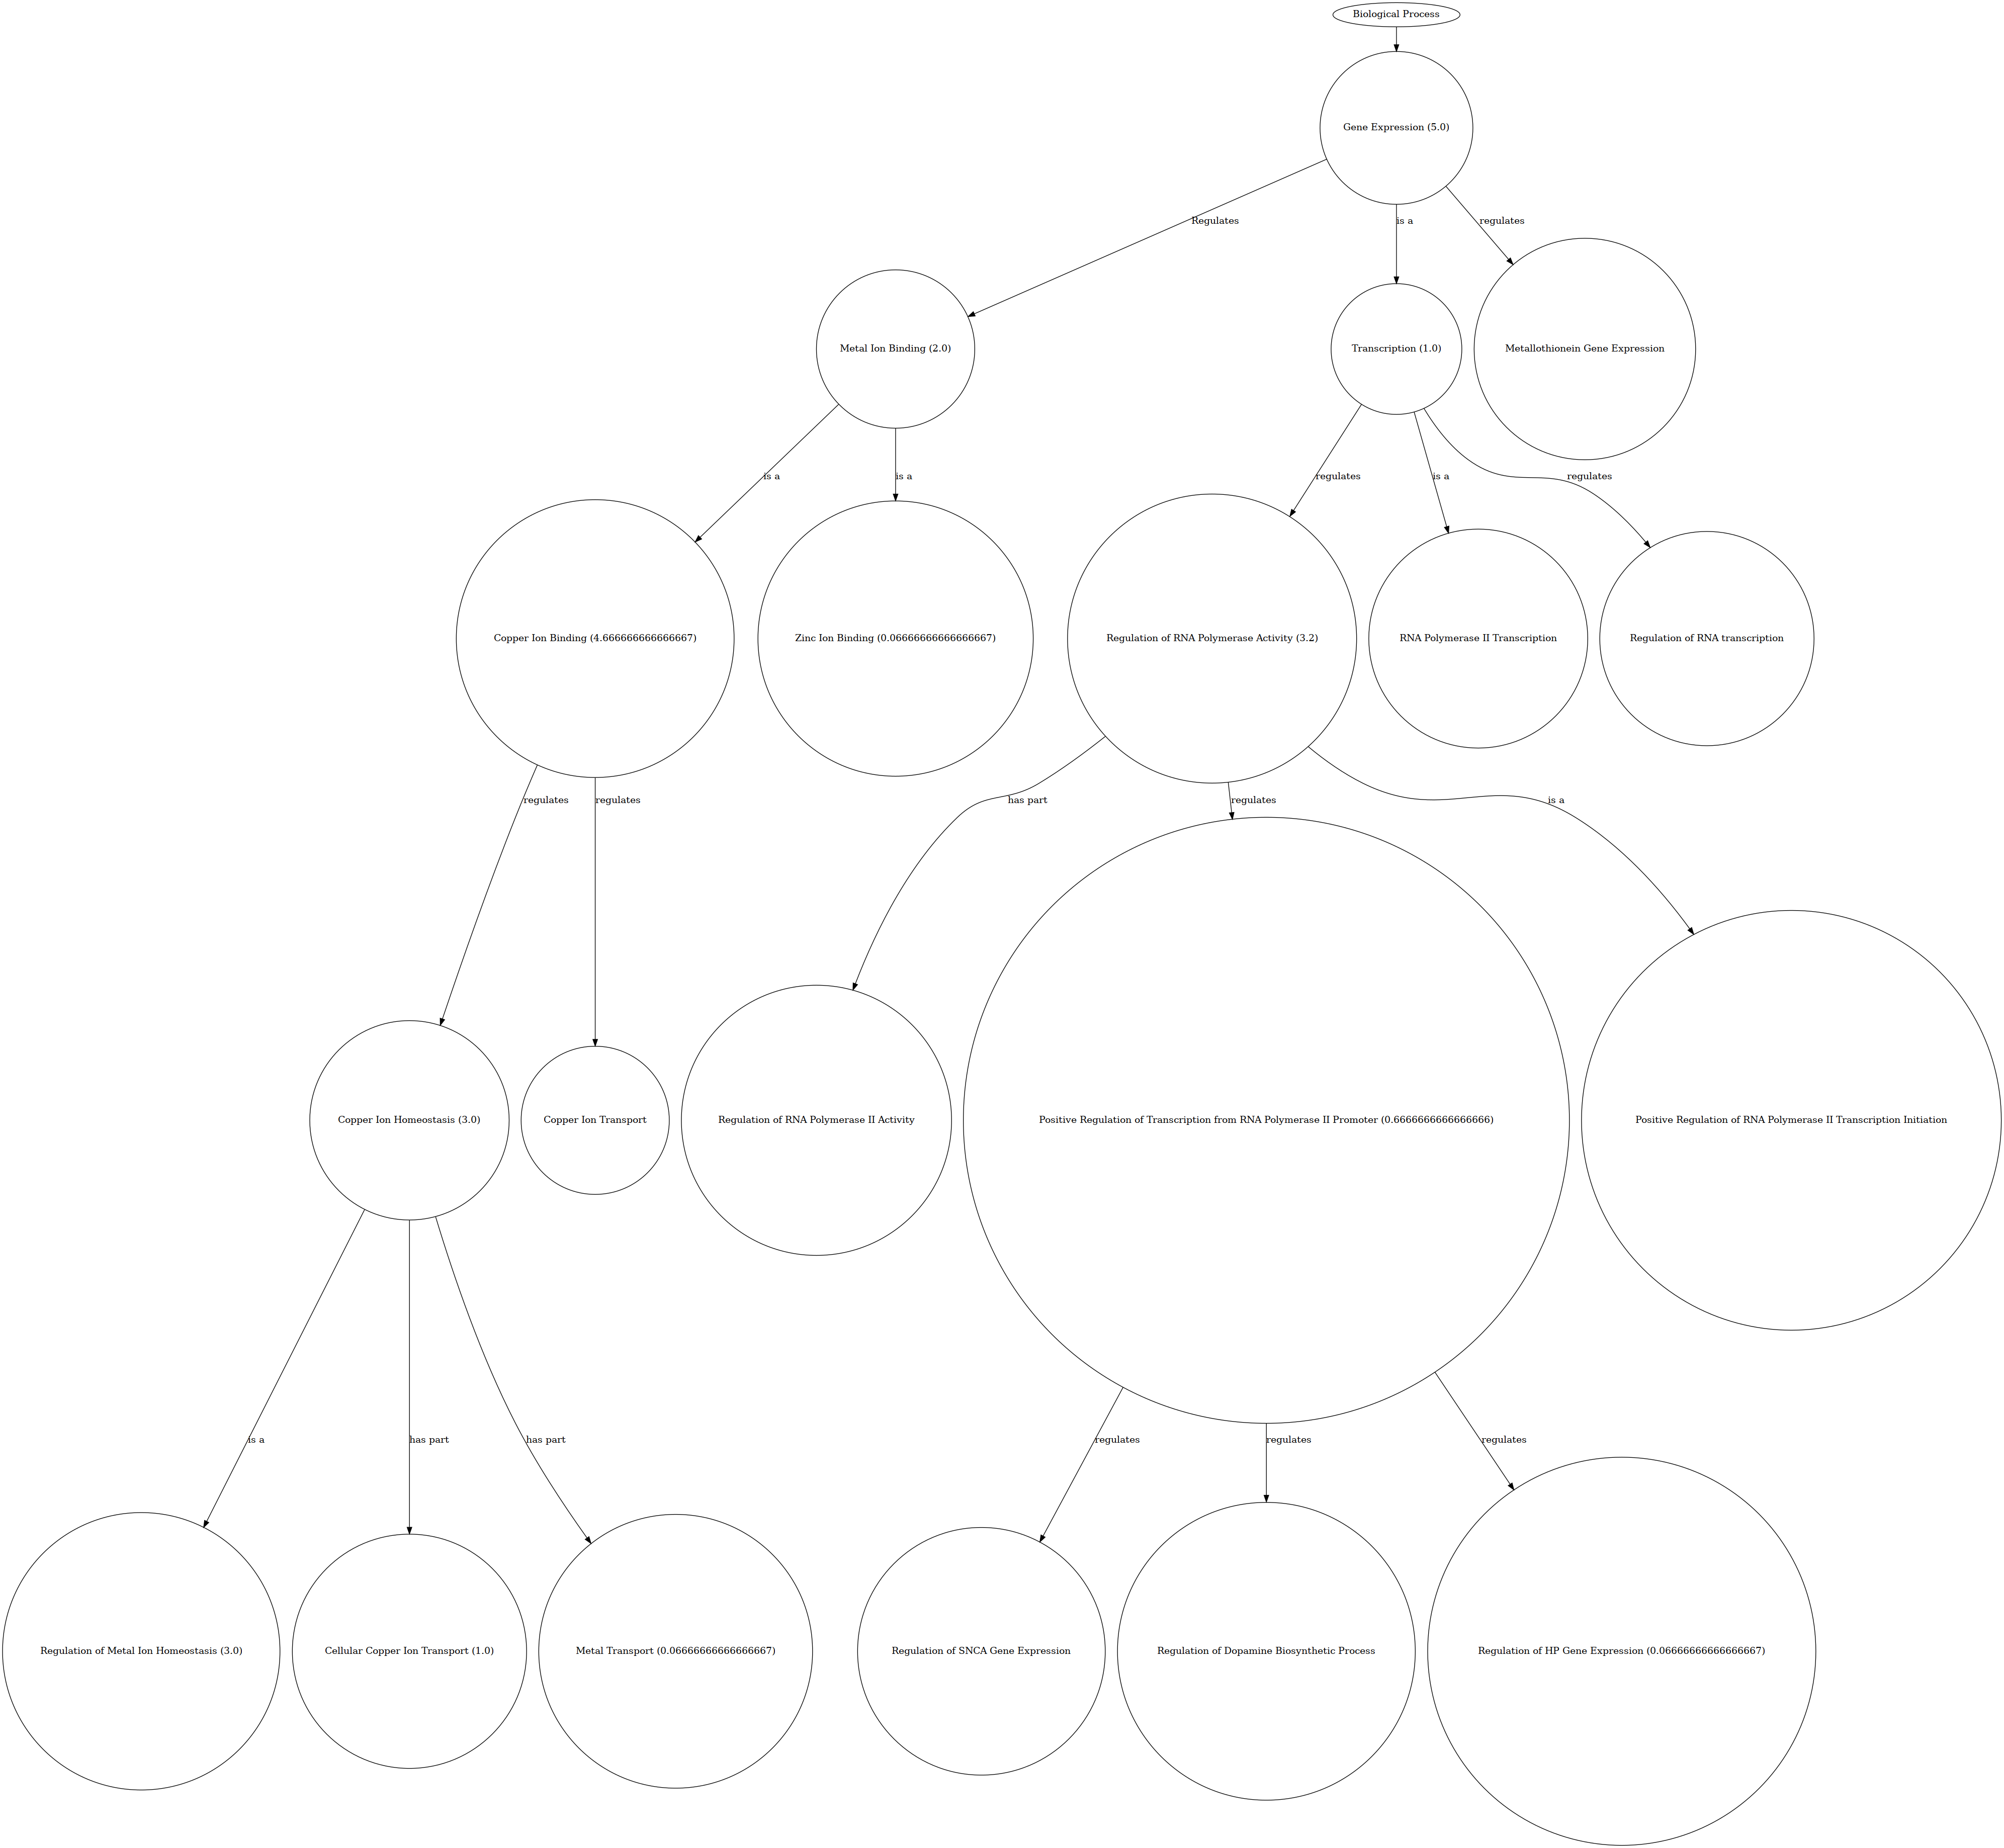 Biological Process
Gene Expression (5.0)
Regulates
is a
regulates
Metal Ion Binding (2.0)
Transcription (1.0)
Metallothionein Gene Expression
is a
is a
regulates
is a
regulates
Copper Ion Binding (4.666666666666667)
Zinc Ion Binding (0.06666666666666667)
Regulation of RNA Polymerase Activity (3.2)
RNA Polymerase II Transcription
Regulation of RNA transcription
regulates
regulates
has part
regulates
is a
Copper Ion Homeostasis (3.0)
Copper Ion Transport
Regulation of RNA Polymerase II Activity
Positive Regulation of Transcription from RNA Polymerase II Promoter (0.6666666666666666)
Positive Regulation of RNA Polymerase II Transcription Initiation
is a
has part
has part
regulates
regulates
regulates
Regulation of Metal Ion Homeostasis (3.0)
Cellular Copper Ion Transport (1.0)
Metal Transport (0.06666666666666667)
Regulation of SNCA Gene Expression
Regulation of Dopamine Biosynthetic Process
Regulation of HP Gene Expression (0.06666666666666667)